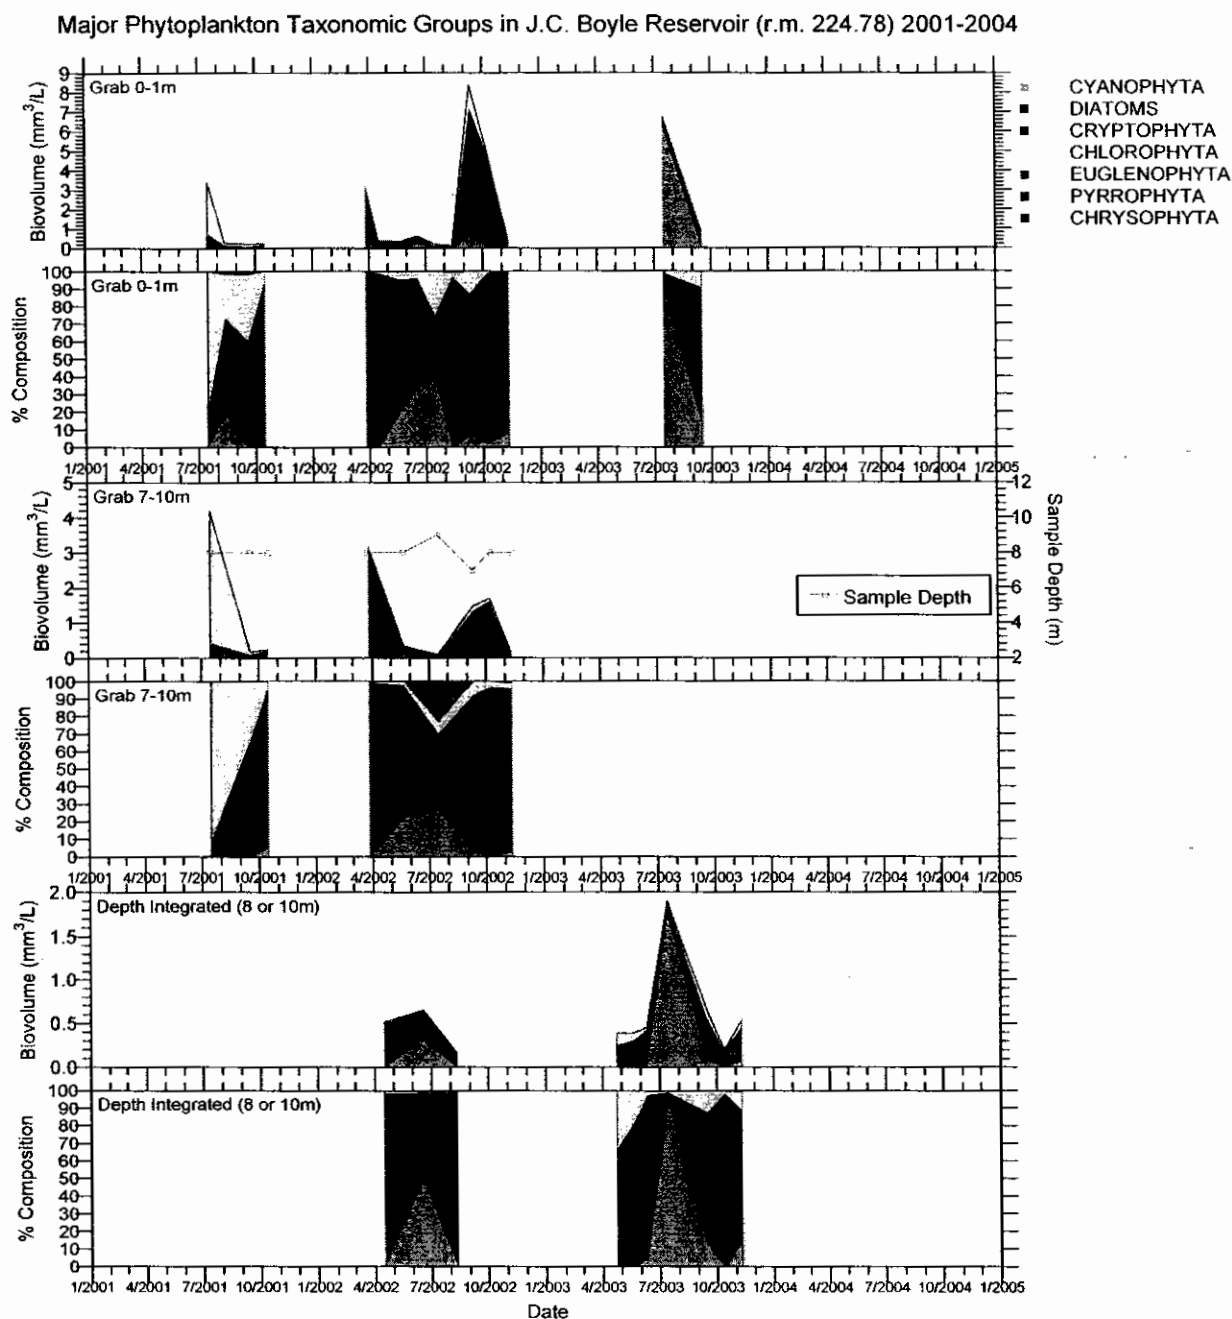 Major Phytoplankton Taxonomic Groups in J.C. Boyle Reservoir (r.m. 224.78) 2001-2004
CYANOPHYTA
DIATOMS
CRYPTOPHYTA
CHLOROPHYTA
EUGLENOPHYTA
PYRROPHYTA
CHRYSOPHYTA
Grab 0-1m
Biovolume (mm³/L)
9
8
7
6
5
4
3
2
1
0
Grab 0-1m
% Composition
100
90
80
70
60
50
40
30
20
10
0
1/2001 4/2001 7/2001 10/2001 1/2002 4/2002 7/2002 10/2002 1/2003 4/2003 7/2003 10/2003 1/2004 4/2004 7/2004 10/2004 1/2005
Grab 7-10m
Biovolume (mm³/L)
5
4
3
2
1
0
12
10
8
6
4
2
Sample Depth (m)
Sample Depth
Grab 7-10m
% Composition
100
90
80
70
60
50
40
30
20
10
0
1/2001 4/2001 7/2001 10/2001 1/2002 4/2002 7/2002 10/2002 1/2003 4/2003 7/2003 10/2003 1/2004 4/2004 7/2004 10/2004 1/2005
Depth Integrated (8 or 10m)
Biovolume (mm³/L)
2.0
1.5
1.0
0.5
0.0
Depth Integrated (8 or 10m)
% Composition
100
90
80
70
60
50
40
30
20
10
0
1/2001 4/2001 7/2001 10/2001 1/2002 4/2002 7/2002 10/2002 1/2003 4/2003 7/2003 10/2003 1/2004 4/2004 7/2004 10/2004 1/2005
Date